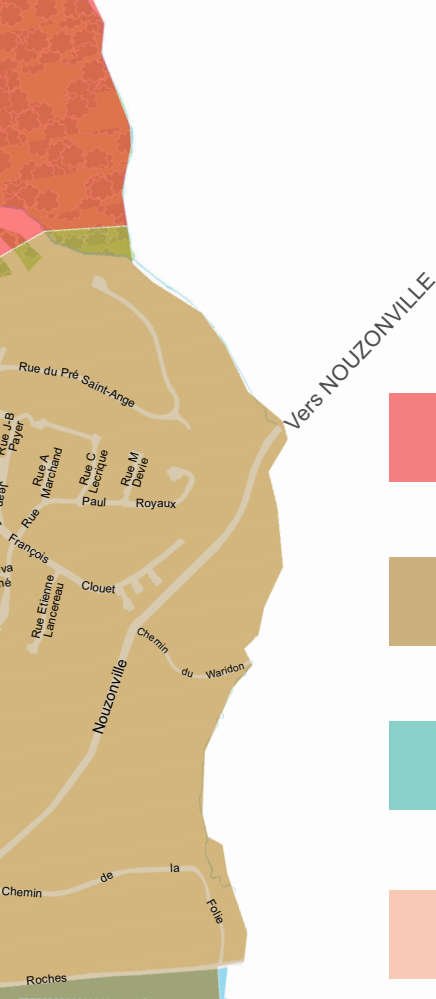 Vers NOUZONVILLE
Rue du Pré Saint-Ange
Rue J-B
Payer
Rue A
Marchand
Rue C
Lecrique
Rue M
Devie
Rue
Paul
Royaux
François
Clouet
Rue Etienne
Lancereau
Chemin
du
Waridon
Nouzonville
Chemin
de
la
Folie
Roches